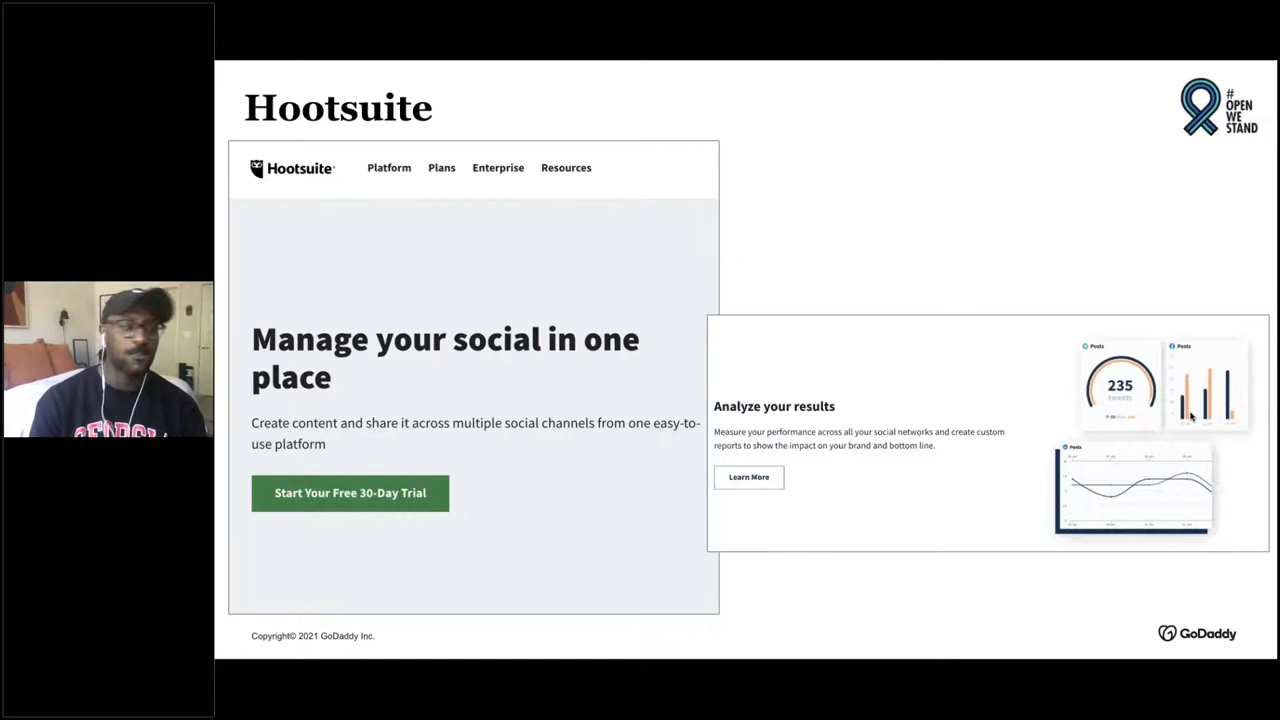 Hootsuite
#
OPEN
WE
STAND
Hootsuite
Platform
Plans
Enterprise
Resources
Manage your social in one
place
Create content and share it across multiple social channels from one easy-to-
use platform
Start Your Free 30-Day Trial
Analyze your results
Measure your performance across all your social networks and create custom
reports to show the impact on your brand and bottom line.
Learn More
Posts
235
tweets
Posts
Posts
GEORGIA
Copyright© 2021 GoDaddy Inc.
GoDaddy